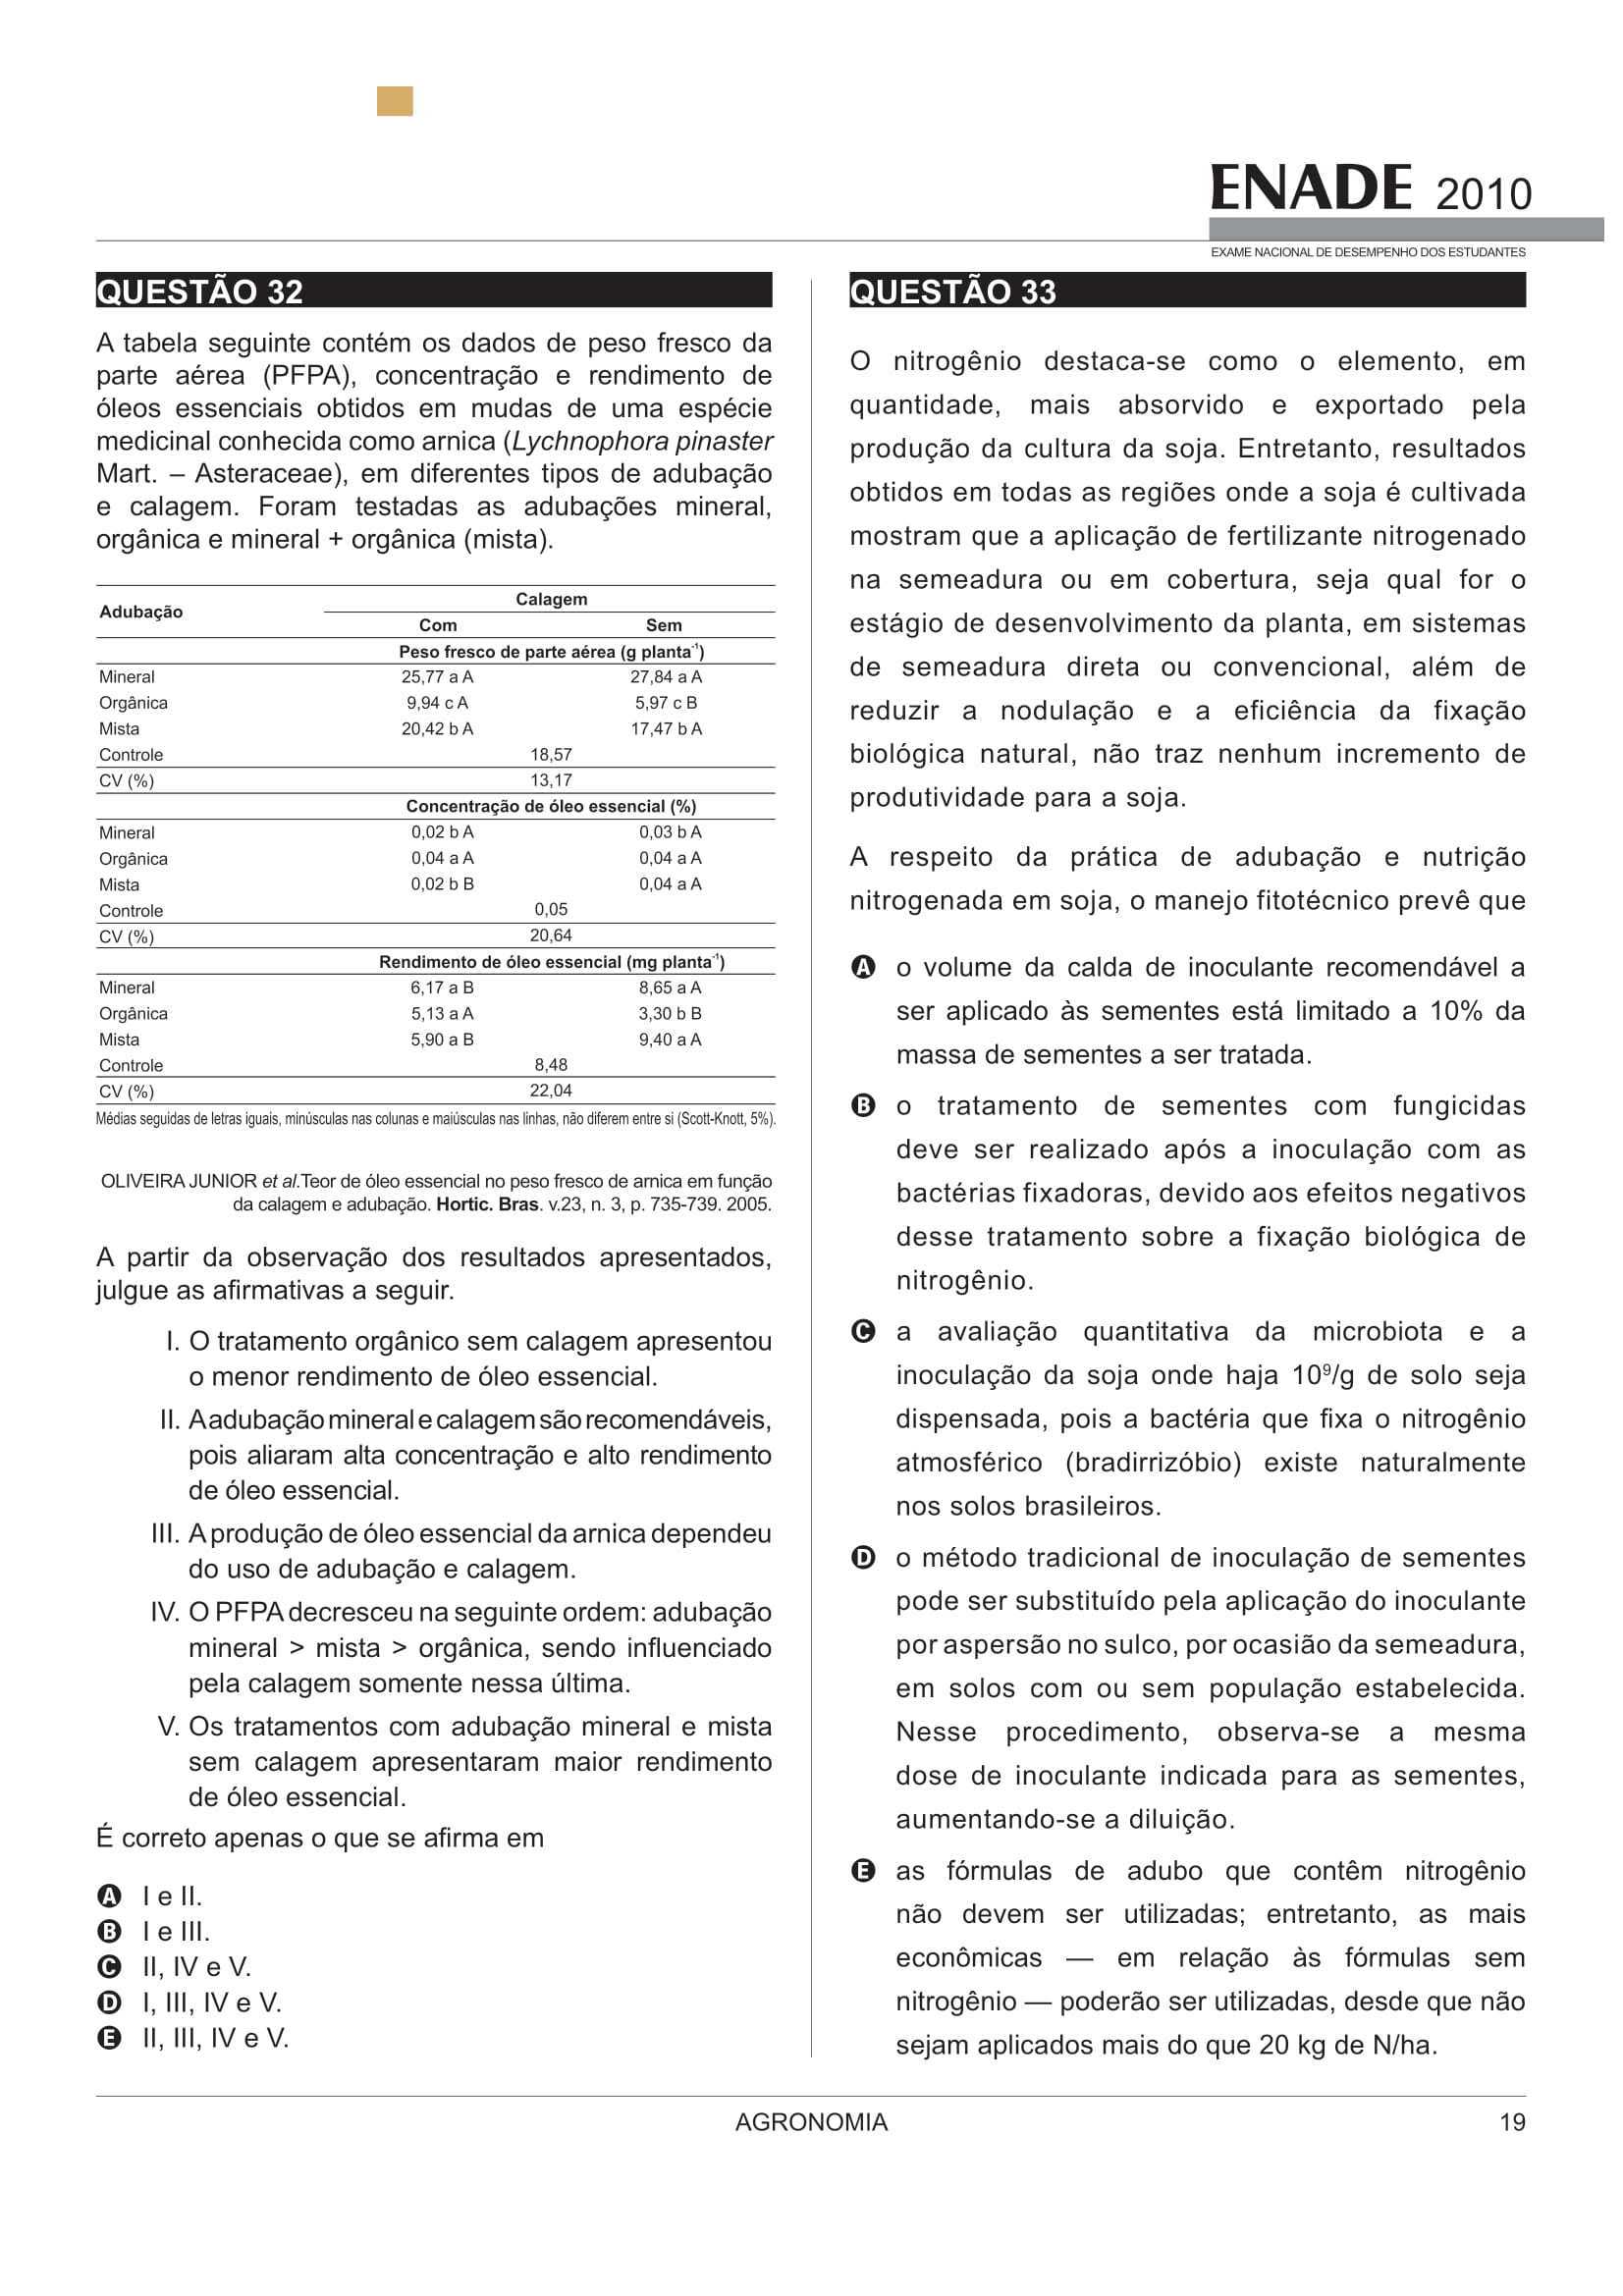 ENADE 2010
EXAME NACIONAL DE DESEMPENHO DOS ESTUDANTES
QUESTÃO 32
A tabela seguinte contém os dados de peso fresco da
parte aérea (PFPA), concentração e rendimento de
óleos essenciais obtidos em mudas de uma espécie
medicinal conhecida como arnica (Lychnophora pinaster
Mart. – Asteraceae), em diferentes tipos de adubação
e calagem. Foram testadas as adubações mineral,
orgânica e mineral + orgânica (mista).
Adubação
Calagem
Com Sem
Peso fresco de parte aérea (g planta-1)
Mineral 25,77 a A 27,84 a A
Orgânica 9,94 c A 5,97 c B
Mista 20,42 b A 17,47 b A
Controle 18,57
CV (%) 13,17
Concentração de óleo essencial (%)
Mineral 0,02 b A 0,03 b A
Orgânica 0,04 a A 0,04 a A
Mista 0,02 b B 0,04 a A
Controle 0,05
CV (%) 20,64
Rendimento de óleo essencial (mg planta-1)
Mineral 6,17 a B 8,65 a A
Orgânica 5,13 a A 3,30 b B
Mista 5,90 a B 9,40 a A
Controle 8,48
CV (%) 22,04
Médias seguidas de letras iguais, minúsculas nas colunas e maiúsculas nas linhas, não diferem entre si (Scott-Knott, 5%).
OLIVEIRA JUNIOR et al.Teor de óleo essencial no peso fresco de arnica em função
da calagem e adubação. Hortic. Bras. v.23, n. 3, p. 735-739. 2005.
A partir da observação dos resultados apresentados,
julgue as afirmativas a seguir.
I. O tratamento orgânico sem calagem apresentou
o menor rendimento de óleo essencial.
II. A adubação mineral e calagem são recomendáveis,
pois aliaram alta concentração e alto rendimento
de óleo essencial.
III. A produção de óleo essencial da arnica dependeu
do uso de adubação e calagem.
IV. O PFPA decresceu na seguinte ordem: adubação
mineral > mista > orgânica, sendo influenciado
pela calagem somente nessa última.
V. Os tratamentos com adubação mineral e mista
sem calagem apresentaram maior rendimento
de óleo essencial.
É correto apenas o que se afirma em
A I e II.
B I e III.
C II, IV e V.
D I, III, IV e V.
E II, III, IV e V.
QUESTÃO 33
O nitrogênio destaca-se como o elemento, em
quantidade, mais absorvido e exportado pela
produção da cultura da soja. Entretanto, resultados
obtidos em todas as regiões onde a soja é cultivada
mostram que a aplicação de fertilizante nitrogenado
na semeadura ou em cobertura, seja qual for o
estágio de desenvolvimento da planta, em sistemas
de semeadura direta ou convencional, além de
reduzir a nodulação e a eficiência da fixação
biológica natural, não traz nenhum incremento de
produtividade para a soja.
A respeito da prática de adubação e nutrição
nitrogenada em soja, o manejo fitotécnico prevê que
A o volume da calda de inoculante recomendável a
ser aplicado às sementes está limitado a 10% da
massa de sementes a ser tratada.
B o tratamento de sementes com fungicidas
deve ser realizado após a inoculação com as
bactérias fixadoras, devido aos efeitos negativos
desse tratamento sobre a fixação biológica de
nitrogênio.
C a avaliação quantitativa da microbiota e a
inoculação da soja onde haja 10⁹/g de solo seja
dispensada, pois a bactéria que fixa o nitrogênio
atmosférico (bradirrizóbio) existe naturalmente
nos solos brasileiros.
D o método tradicional de inoculação de sementes
pode ser substituído pela aplicação do inoculante
por aspersão no sulco, por ocasião da semeadura,
em solos com ou sem população estabelecida.
Nesse procedimento, observa-se a mesma
dose de inoculante indicada para as sementes,
aumentando-se a diluição.
E as fórmulas de adubo que contêm nitrogênio
não devem ser utilizadas; entretanto, as mais
econômicas — em relação às fórmulas sem
nitrogênio — poderão ser utilizadas, desde que não
sejam aplicados mais do que 20 kg de N/ha.
AGRONOMIA
19